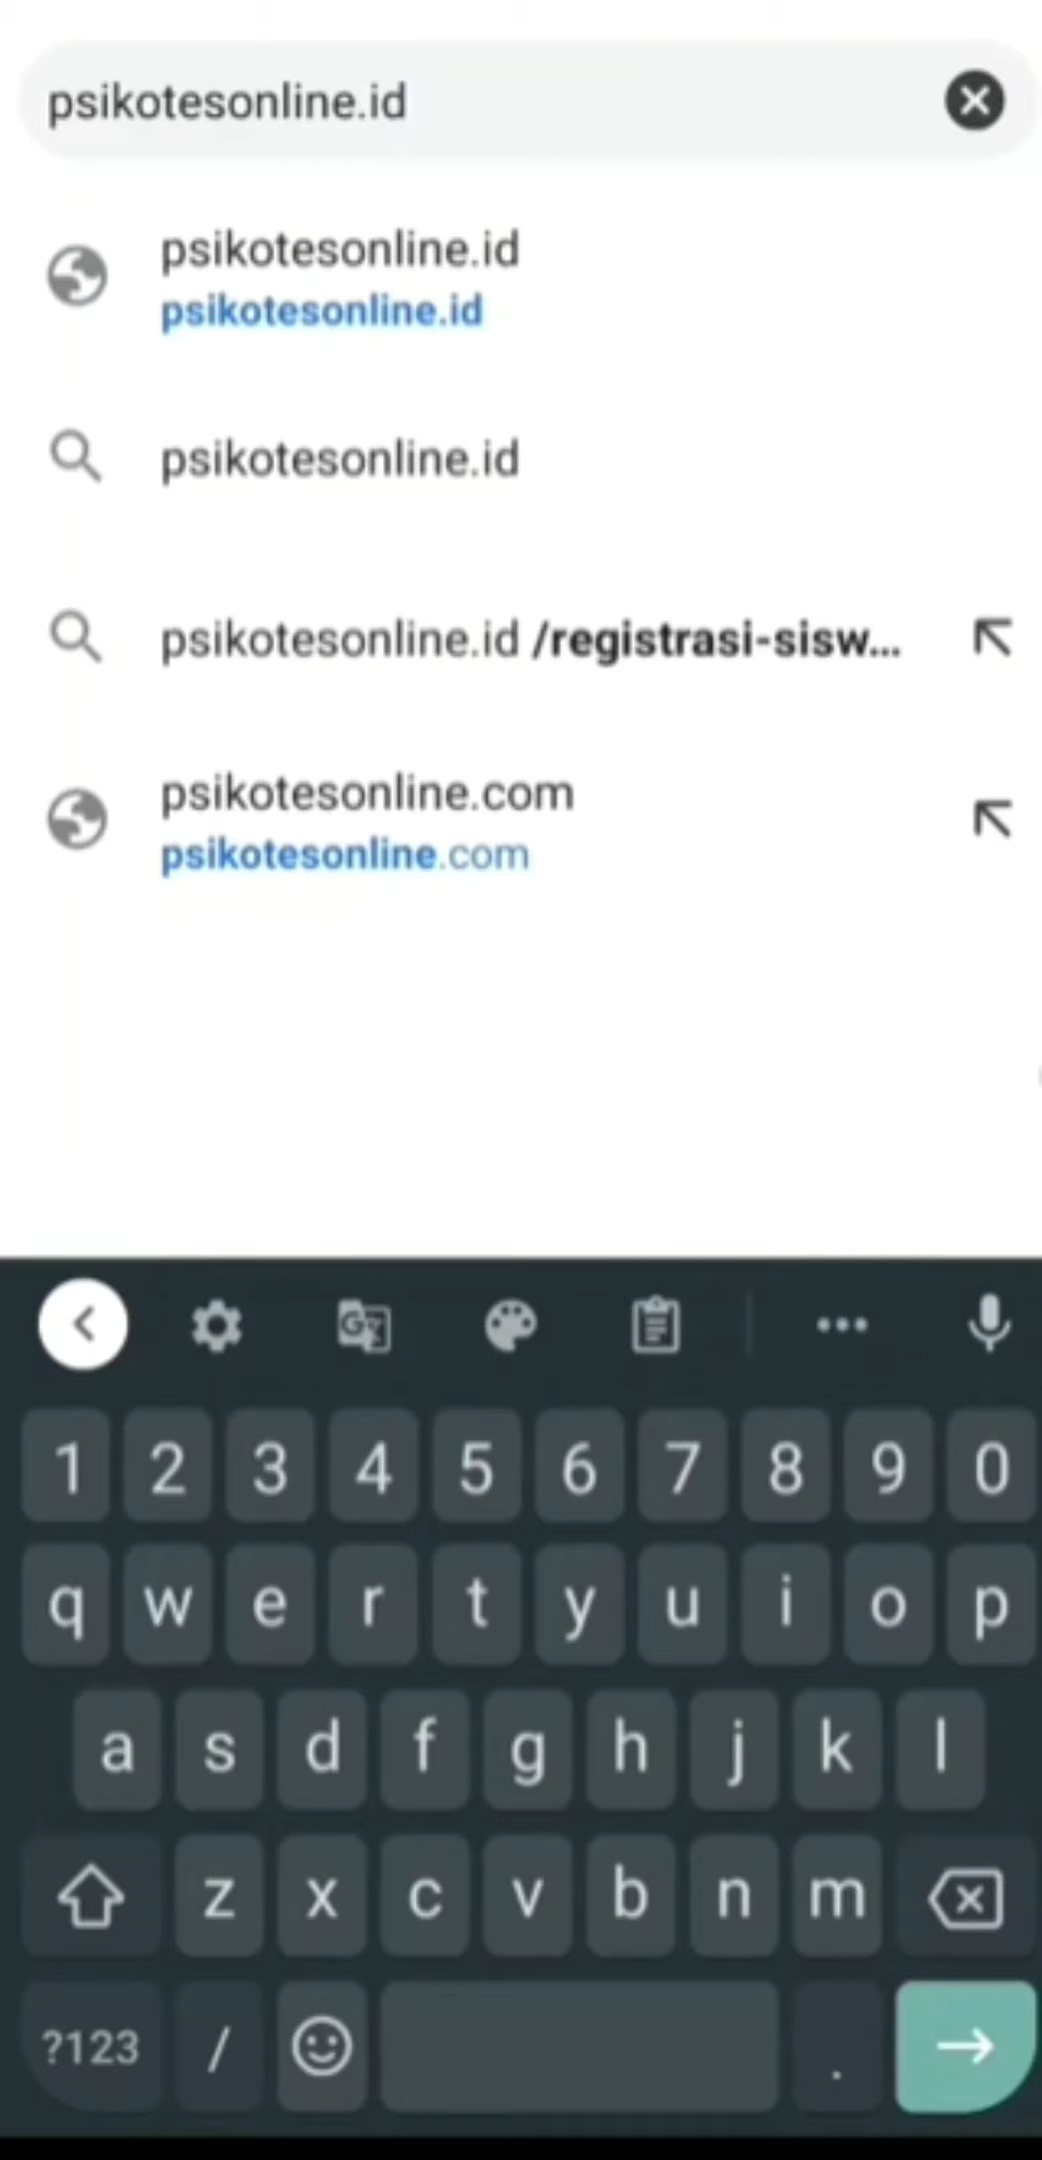 psikotesonline.id
psikotesonline.id
psikotesonline.id
psikotesonline.id
psikotesonline.id /registrasi-sisw...
psikotesonline.com
psikotesonline.com
1 2 3 4 5 6 7 8 9 0
q w e r t y u i o p
a s d f g h j k l
z x c v b n m
?123 / .